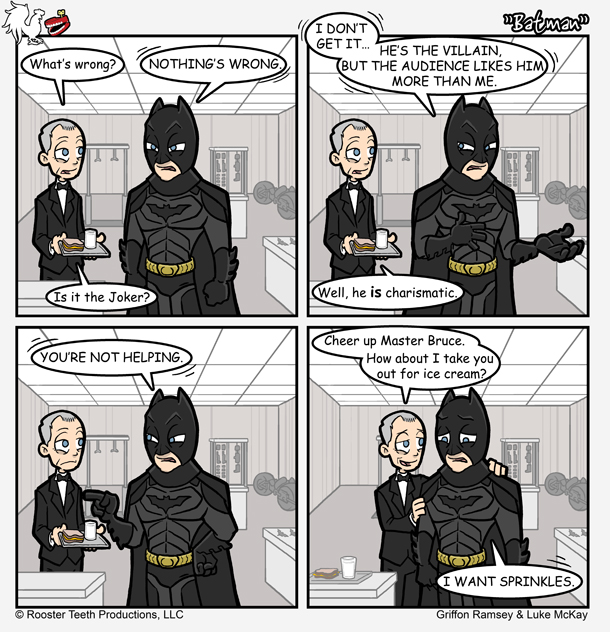 "Batman"
What's wrong?
NOTHING'S WRONG.
Is it the Joker?
I DON'T
GET IT...
HE'S THE VILLAIN,
BUT THE AUDIENCE LIKES HIM
MORE THAN ME.
Well, he is charismatic.
YOU'RE NOT HELPING.
Cheer up Master Bruce.
How about I take you
out for ice cream?
I WANT SPRINKLES.
© Rooster Teeth Productions, LLC
Griffon Ramsey & Luke McKay